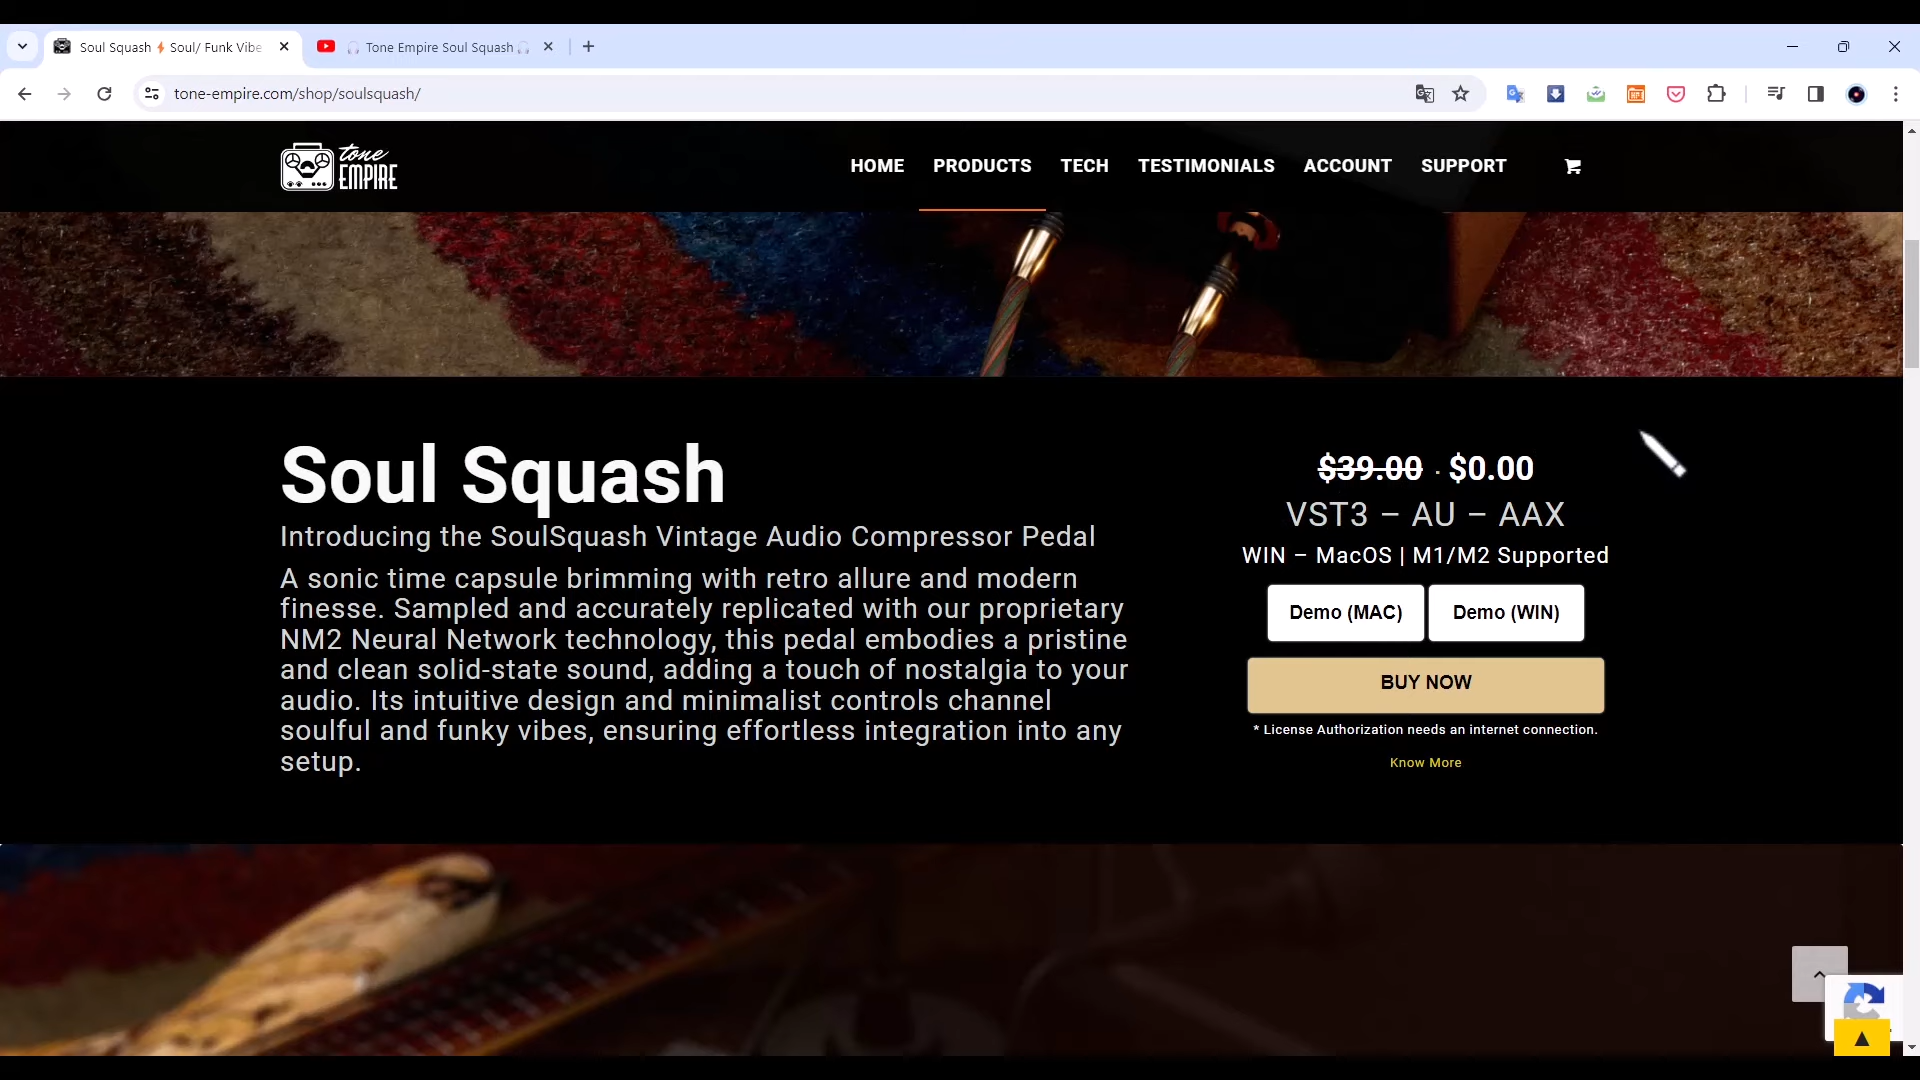 Soul Squash⚡Soul/ Funk Vibe
🎧 Tone Empire Soul Squash 🎧
tone-empire.com/shop/soulsquash/
tone EMPIRE
HOME PRODUCTS TECH TESTIMONIALS ACCOUNT SUPPORT
Soul Squash
Introducing the SoulSquash Vintage Audio Compressor Pedal
A sonic time capsule brimming with retro allure and modern
finesse. Sampled and accurately replicated with our proprietary
NM2 Neural Network technology, this pedal embodies a pristine
and clean solid-state sound, adding a touch of nostalgia to your
audio. Its intuitive design and minimalist controls channel
soulful and funky vibes, ensuring effortless integration into any
setup.
$39.00 · $0.00
VST3 – AU – AAX
WIN – MacOS | M1/M2 Supported
Demo (MAC) Demo (WIN)
BUY NOW
* License Authorization needs an internet connection.
Know More